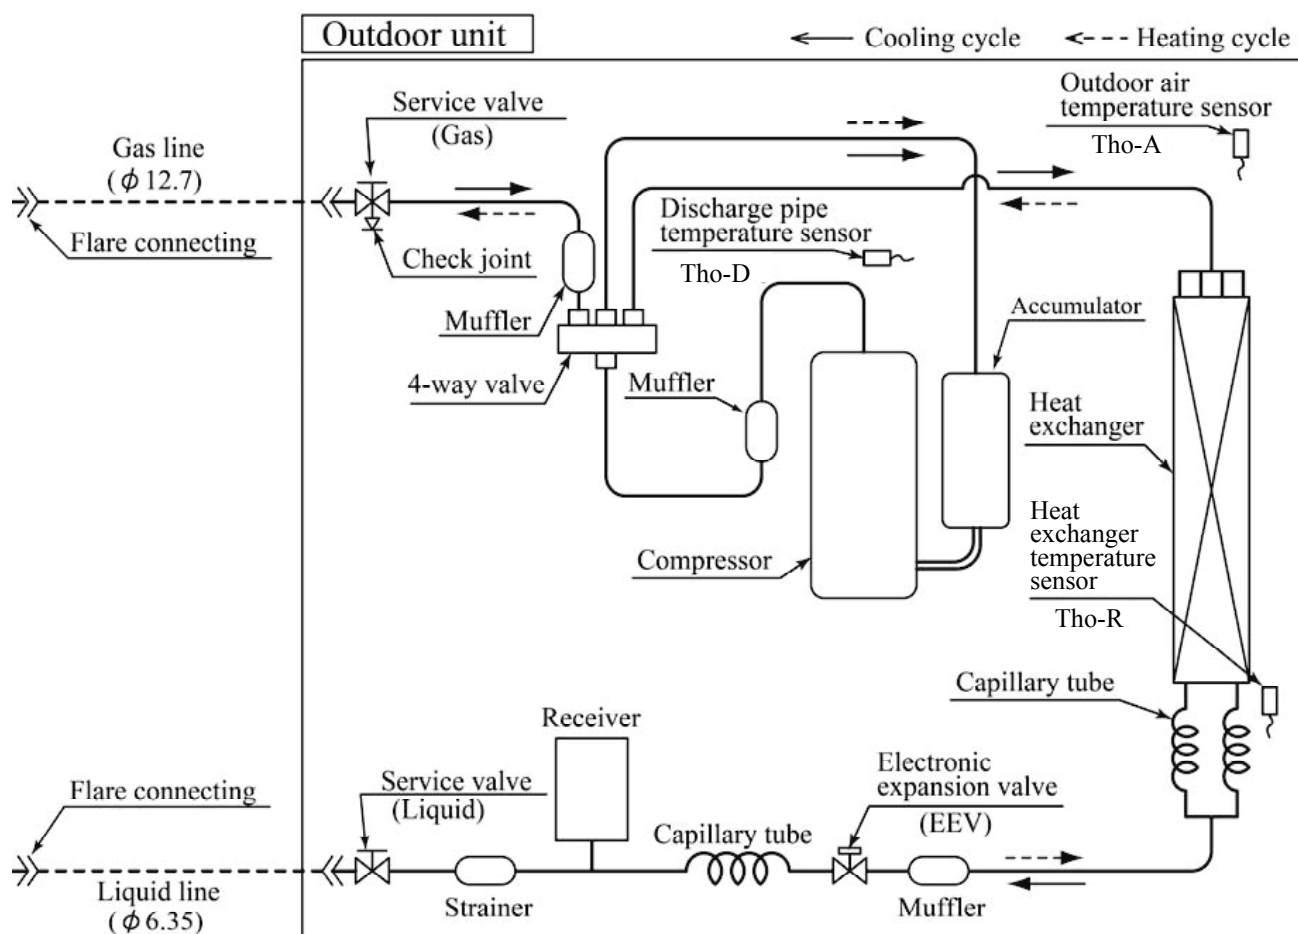 Outdoor unit
Cooling cycle
Heating cycle
Service valve
(Gas)
Outdoor air
temperature sensor
Tho-A
Gas line
(ϕ 12.7)
Flare connecting
Check joint
Discharge pipe
temperature sensor
Tho-D
Muffler
4-way valve
Muffler
Accumulator
Heat
exchanger
Compressor
Heat
exchanger
temperature
sensor
Tho-R
Capillary tube
Receiver
Flare connecting
Service valve
(Liquid)
Electronic
expansion valve
(EEV)
Capillary tube
Liquid line
(ϕ 6.35)
Strainer
Muffler